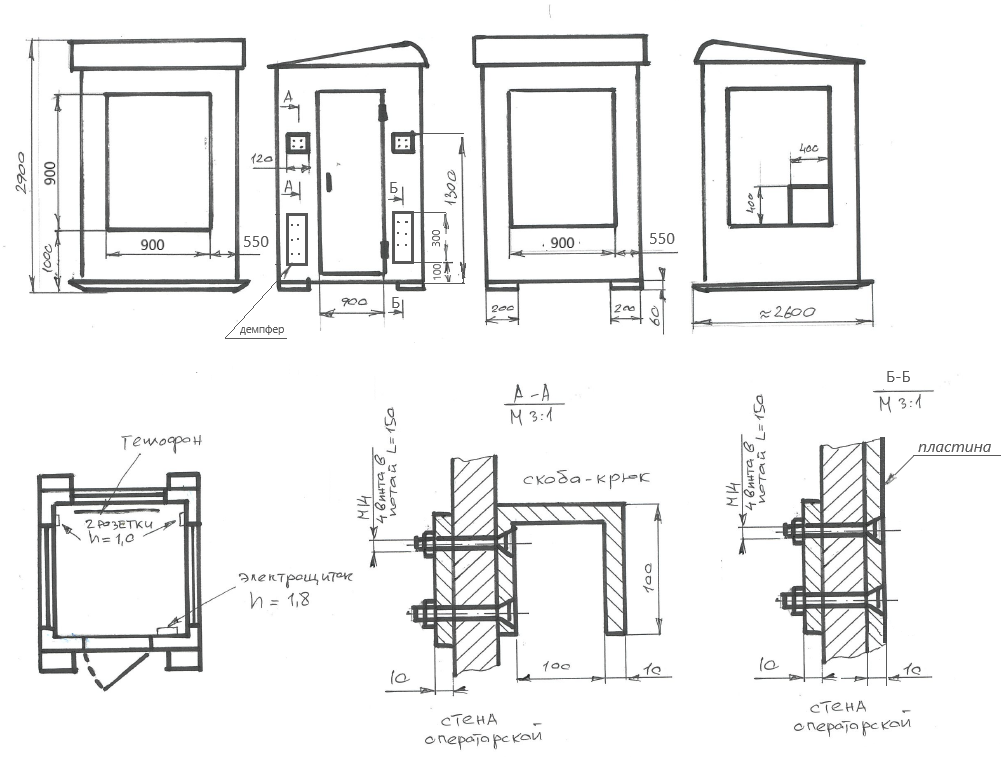 2900
900
1000
900
550
А
120
А
Б
1300
300
100
900
Б
демпфер
900
550
200
200
60
400
400
≈2600
Телофон
2 розетки
h=1,0
электрощиток
h = 1,8
А-А
М 3:1
М14
4 винта в
потай L=150
скоба-крюк
100
100
10
10
стена
операторской
Б-Б
М 3:1
М14
4 винта в
потай L=150
пластина
10
10
стена
операторской